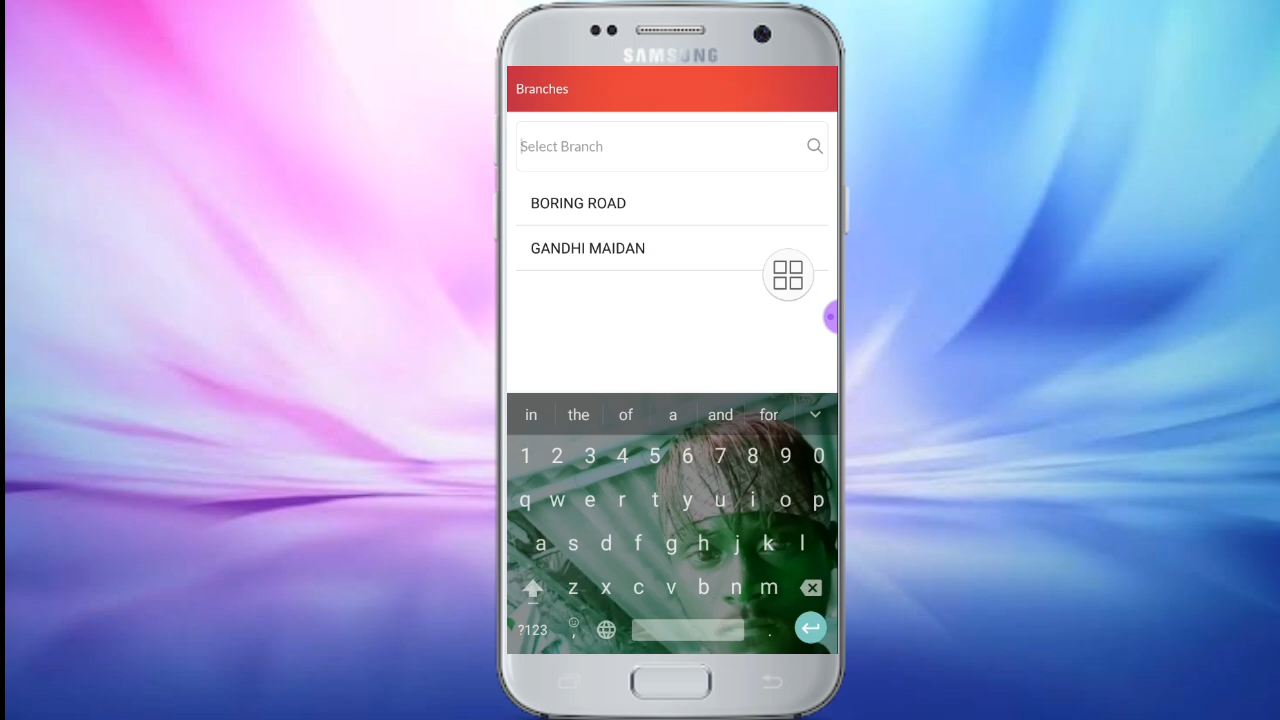 SAMSUNG
Branches
Select Branch
BORING ROAD
GANDHI MAIDAN
in the of a and for
1 2 3 4 5 6 7 8 9 0
q w e r t y u i o p
a s d f g h j k l
z x c v b n m
?123 , .